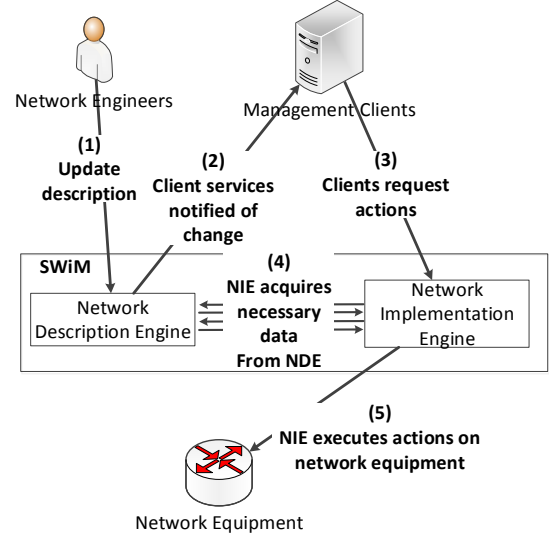 Network Engineers
Management Clients
(1)
Update
description
(2)
Client services
notified of
change
(3)
Clients request
actions
SWiM
(4)
NIE acquires
necessary
data
From NDE
Network
Description Engine
Network
Implementation
Engine
(5)
NIE executes actions on
network equipment
Network Equipment